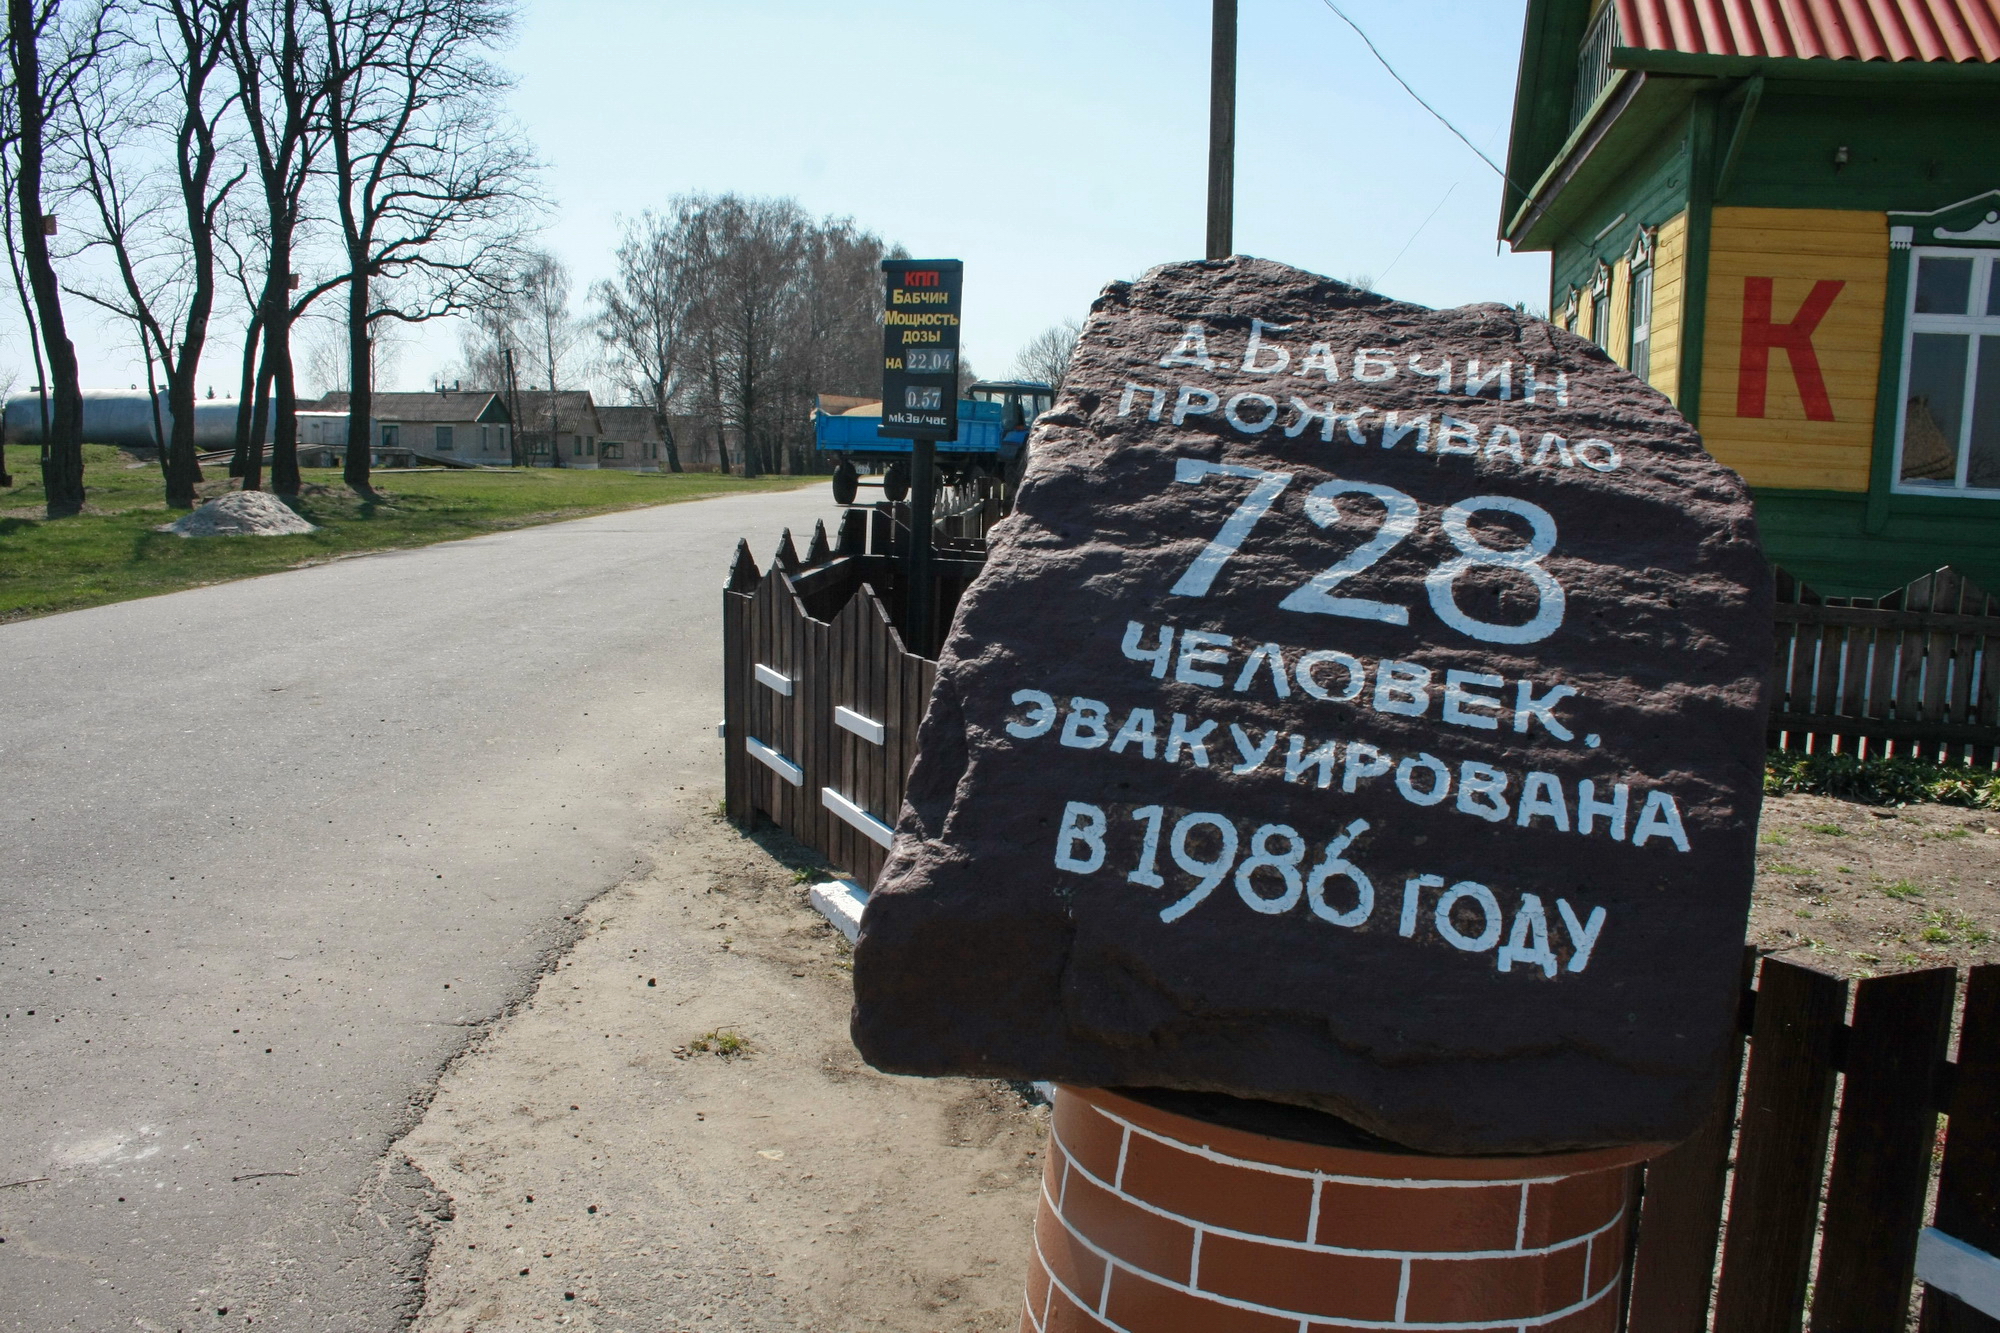 КПП
Бабчин
Мощность
дозы
на 22.04
0.57
мкЗв/час
д. Бабчин
проживало
728
человек.
эвакуирована
в 1986 году
К